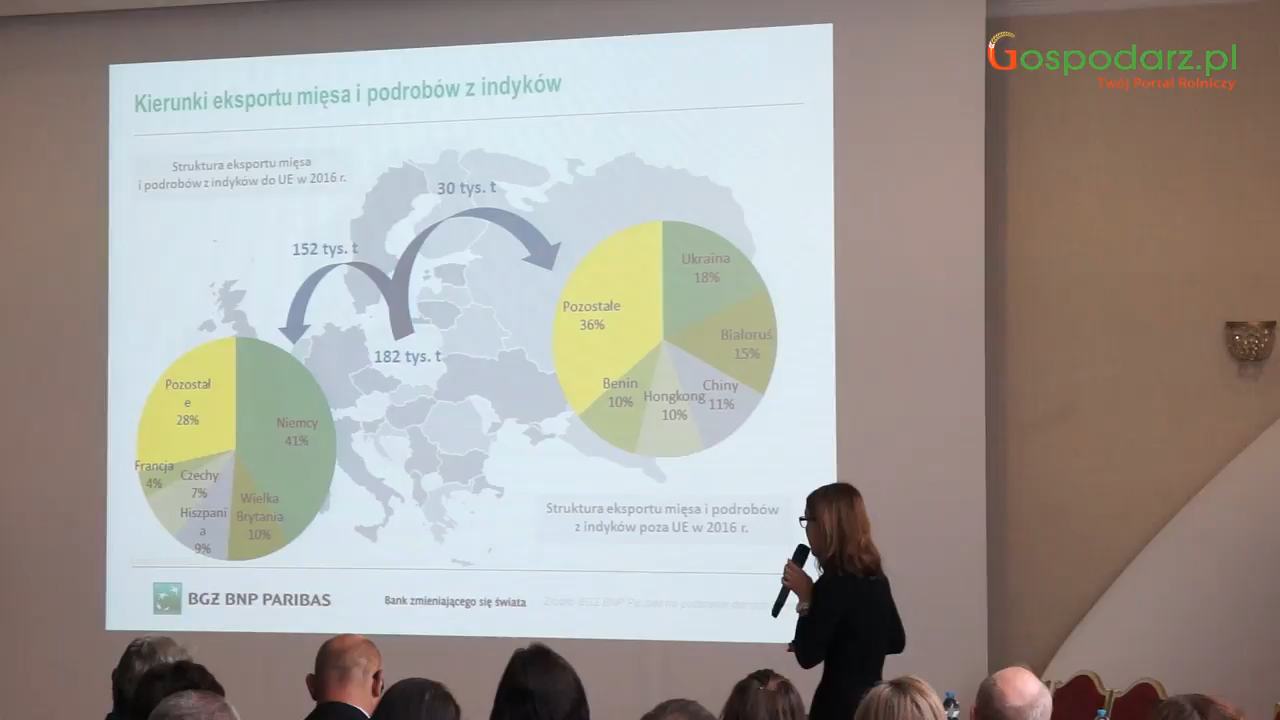 Gospodarz.pl
Twój Portal Rolniczy
Kierunki eksportu mięsa i podrobów z indyków
Struktura eksportu mięsa
i podrobów z indyków do UE w 2016 r.
30 tys. t
152 tys. t
182 tys. t
Ukraina
18%
Białoruś
15%
Chiny
11%
Hongkong
10%
Benin
10%
Pozostałe
36%
Niemcy
41%
Wielka
Brytania
10%
Hiszpani
a
9%
Czechy
7%
Francja
4%
Pozostał
e
28%
Struktura eksportu mięsa i podrobów
z indyków poza UE w 2016 r.
BGŻ BNP PARIBAS
Bank zmieniającego się świata